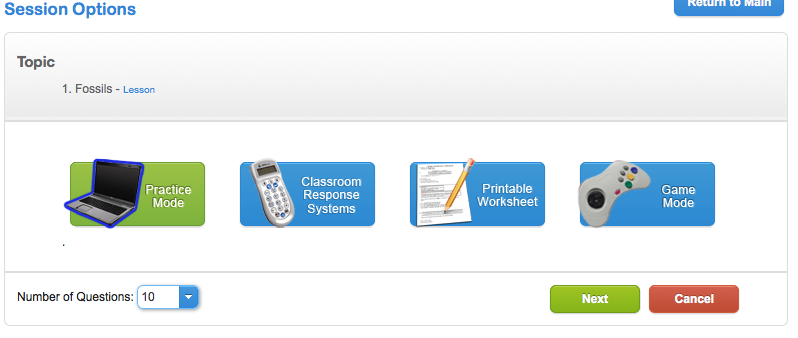 Session Options
Return to Main
Topic
1. Fossils - Lesson
Practice
Mode
Classroom
Response
Systems
Printable
Worksheet
Game
Mode
.
Number of Questions: 10
Next
Cancel